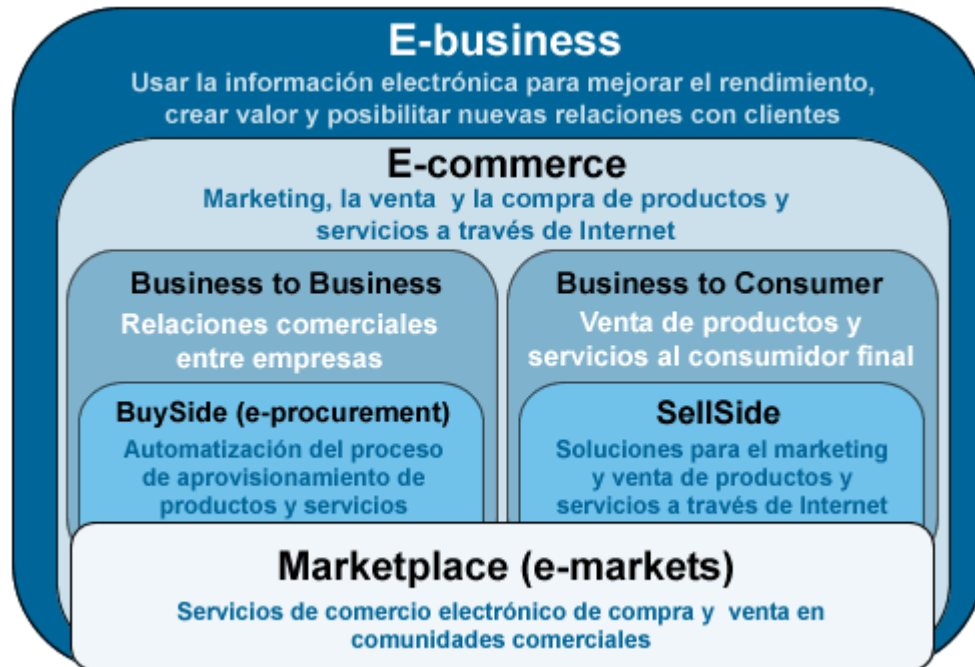 E-business
Usar la información electrónica para mejorar el rendimiento,
crear valor y posibilitar nuevas relaciones con clientes
E-commerce
Marketing, la venta y la compra de productos y
servicios a través de Internet
Business to Business
Relaciones comerciales
entre empresas
BuySide (e-procurement)
Automatización del proceso
de aprovisionamiento de
productos y servicios
Business to Consumer
Venta de productos y
servicios al consumidor final
SellSide
Soluciones para el marketing
y venta de productos y
servicios a través de Internet
Marketplace (e-markets)
Servicios de comercio electrónico de compra y venta en
comunidades comerciales